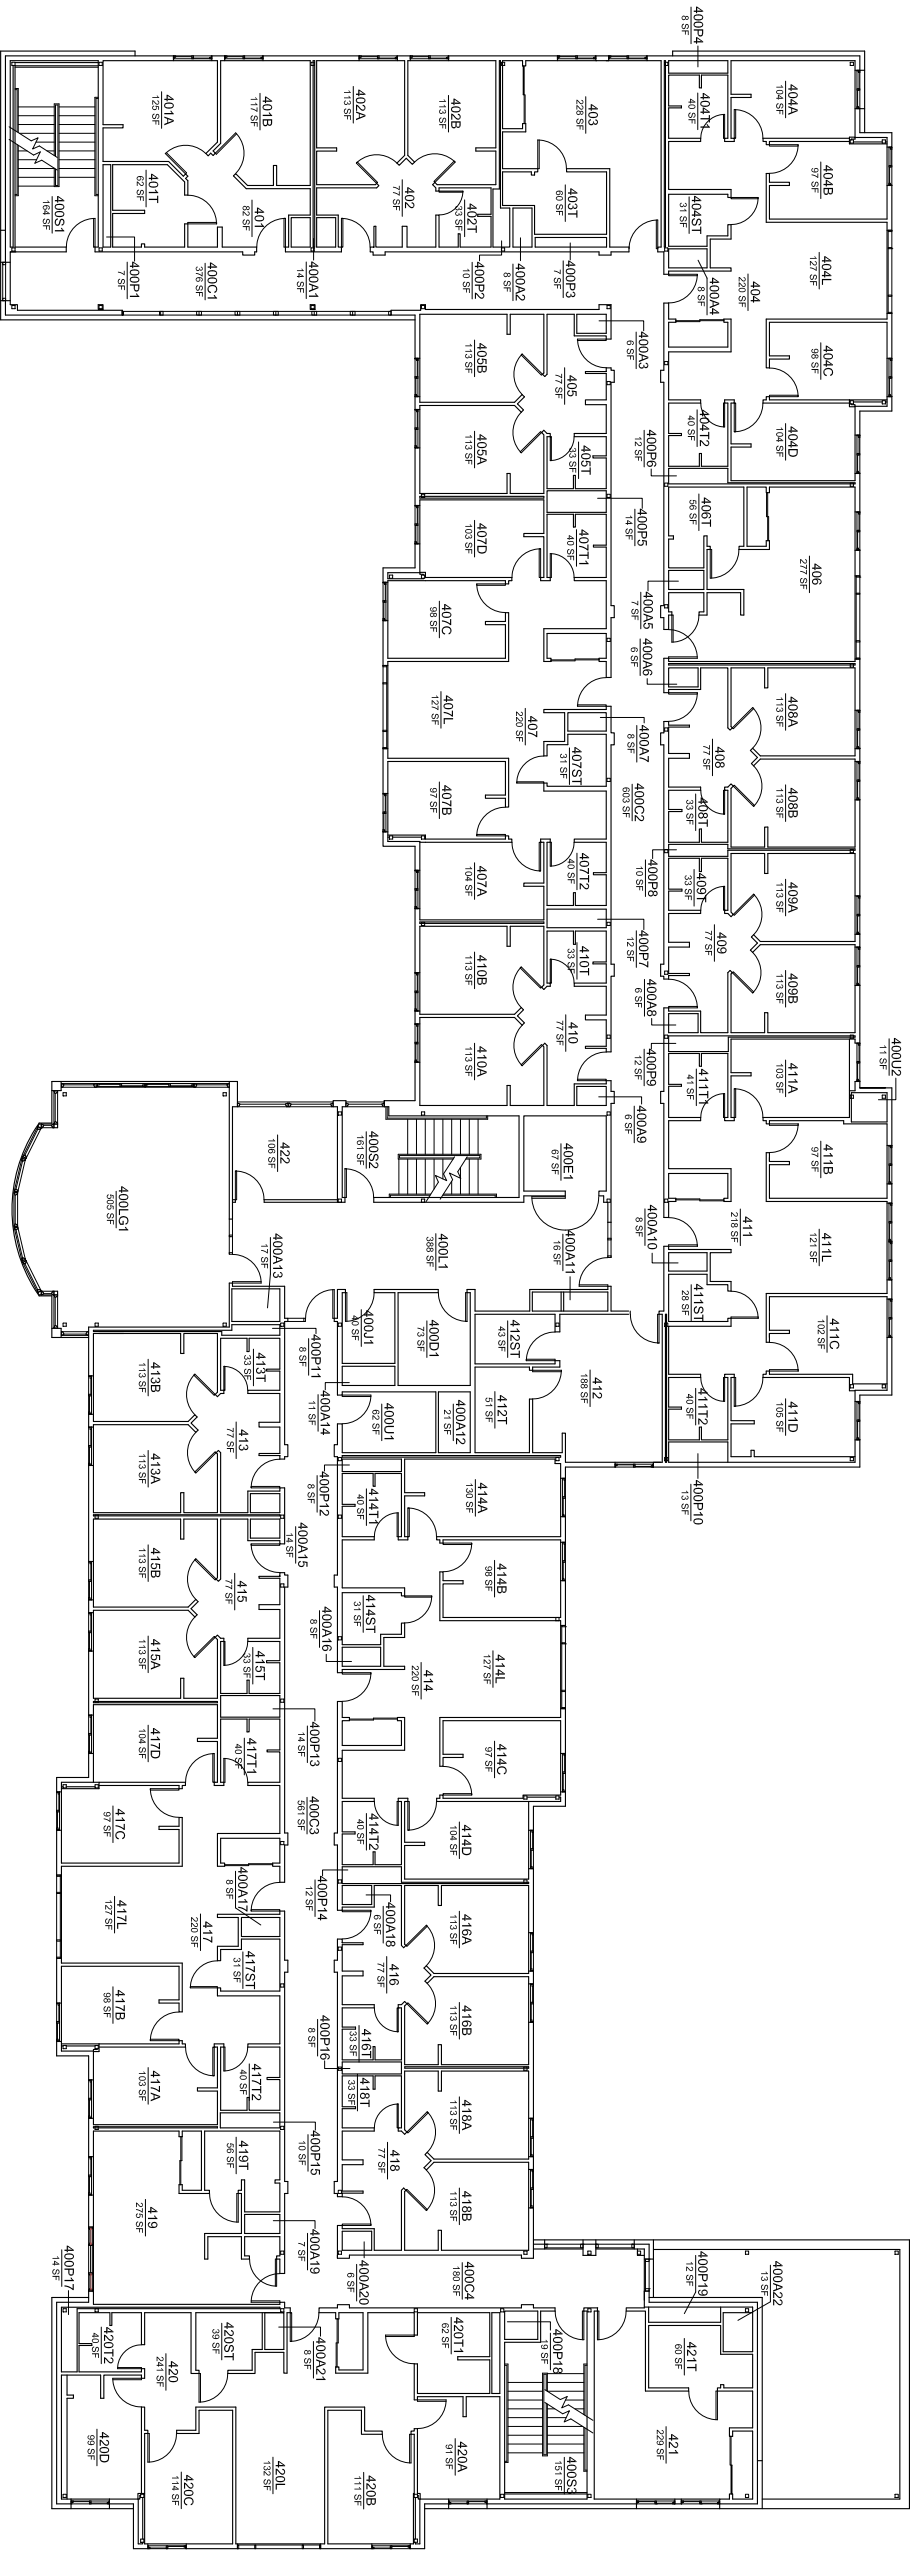 400P4
8 SF
404A
104 SF
404T1
40 SF
404B
97 SF
404ST
31 SF
404L
127 SF
404
220 SF
400A4
8 SF
404C
98 SF
404T2
40 SF
404D
104 SF
400P6
12 SF
403
228 SF
403T
60 SF
402B
113 SF
402A
113 SF
402
77 SF
402T
33 SF
401B
117 SF
401A
125 SF
401T
62 SF
401
82 SF
400S1
164 SF
400P1
7 SF
400C1
376 SF
400A1
14 SF
400P2
10 SF
400A2
8 SF
400P3
7 SF
400A3
6 SF
405B
113 SF
405
77 SF
405A
113 SF
405T
33 SF
400P5
14 SF
406T
56 SF
406
277 SF
400A5
7 SF
400A6
6 SF
407D
103 SF
407T1
40 SF
407C
98 SF
407L
127 SF
407
220 SF
400A7
8 SF
407ST
31 SF
400C2
603 SF
407B
97 SF
407T2
40 SF
407A
104 SF
400P7
12 SF
408A
113 SF
408
77 SF
408B
113 SF
408T
33 SF
400P8
10 SF
409T
33 SF
409A
113 SF
409
77 SF
409B
113 SF
400A8
6 SF
400P9
12 SF
410B
113 SF
410T
33 SF
410
77 SF
410A
113 SF
400A9
6 SF
400U2
11 SF
411A
103 SF
411T1
41 SF
411B
97 SF
411
218 SF
411L
121 SF
400A10
8 SF
411ST
28 SF
411C
102 SF
411T2
40 SF
411D
105 SF
400P10
13 SF
400E1
67 SF
400S2
161 SF
422
106 SF
400LG1
505 SF
400A13
17 SF
400L1
388 SF
400A11
16 SF
412ST
43 SF
412
188 SF
412T
51 SF
400D1
73 SF
400J1
40 SF
400P11
8 SF
400A14
11 SF
400U1
62 SF
400A12
21 SF
400P12
8 SF
413B
113 SF
413T
33 SF
413
77 SF
413A
113 SF
400A15
14 SF
414A
130 SF
414T1
40 SF
414B
98 SF
414ST
31 SF
400A16
8 SF
414L
127 SF
414
220 SF
414C
97 SF
414T2
40 SF
414D
104 SF
400P14
12 SF
415B
113 SF
415
77 SF
415A
113 SF
415T
33 SF
400P13
14 SF
417D
104 SF
417T1
40 SF
400C3
561 SF
417C
97 SF
417L
127 SF
417
220 SF
400A17
8 SF
417ST
31 SF
417B
98 SF
417T2
40 SF
417A
103 SF
400P15
10 SF
400A18
6 SF
416A
113 SF
416
77 SF
416B
113 SF
416T
33 SF
400P16
8 SF
418T
33 SF
418A
113 SF
418
77 SF
418B
113 SF
400A20
6 SF
419T
56 SF
419
275 SF
400A19
7 SF
400C4
180 SF
400P17
14 SF
420T2
40 SF
420
241 SF
420ST
39 SF
400A21
8 SF
420T1
62 SF
420D
99 SF
420C
114 SF
420L
132 SF
420B
111 SF
420A
91 SF
400P18
19 SF
400S3
151 SF
400P19
12 SF
400A22
13 SF
421T
60 SF
421
229 SF